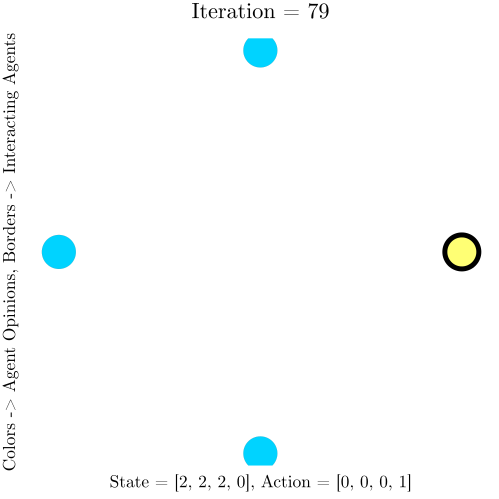 Iteration = 79
Colors -> Agent Opinions, Borders -> Interacting Agents
State = [2, 2, 2, 0], Action = [0, 0, 0, 1]